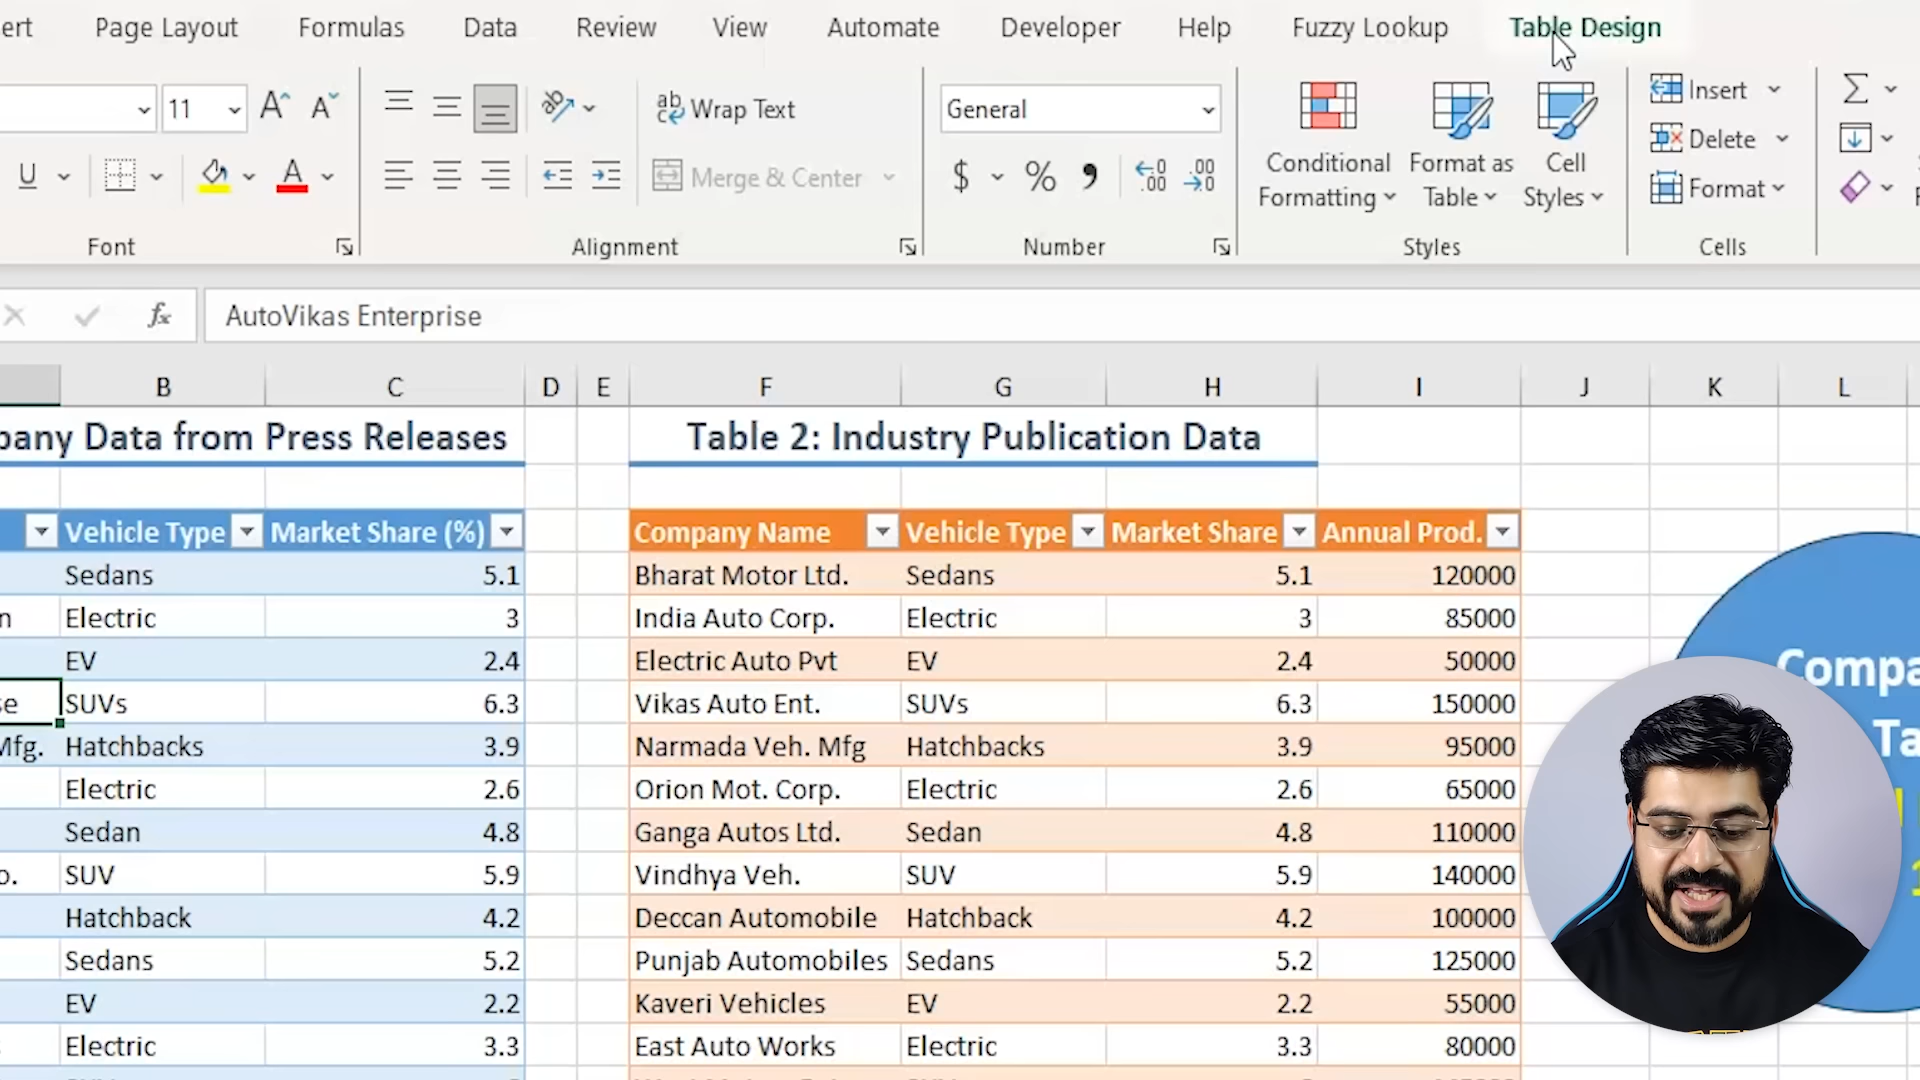 ert Page Layout Formulas Data Review View Automate Developer Help Fuzzy Lookup Table Design
11 A A Wrap Text General
U A Merge & Center $ % , .00 .00
Conditional Formatting Format as Table Cell Styles
Insert
Delete
Format
Font Alignment Number Styles Cells
fx AutoVikas Enterprise
B C D E F G H I J K L
pany Data from Press Releases Table 2: Industry Publication Data
Vehicle Type Market Share (%) Company Name Vehicle Type Market Share Annual Prod.
Sedans 5.1 Bharat Motor Ltd. Sedans 5.1 120000
n Electric 3 India Auto Corp. Electric 3 85000
EV 2.4 Electric Auto Pvt EV 2.4 50000
se SUVs 6.3 Vikas Auto Ent. SUVs 6.3 150000
Mfg. Hatchbacks 3.9 Narmada Veh. Mfg Hatchbacks 3.9 95000
Electric 2.6 Orion Mot. Corp. Electric 2.6 65000
Sedan 4.8 Ganga Autos Ltd. Sedan 4.8 110000
o. SUV 5.9 Vindhya Veh. SUV 5.9 140000
Hatchback 4.2 Deccan Automobile Hatchback 4.2 100000
Sedans 5.2 Punjab Automobiles Sedans 5.2 125000
EV 2.2 Kaveri Vehicles EV 2.2 55000
Electric 3.3 East Auto Works Electric 3.3 80000
Compa
Ta